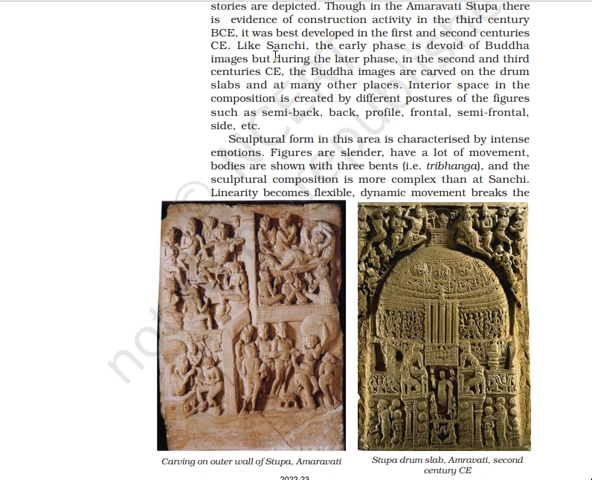 stories are depicted. Though in the Amaravati Stupa there
is evidence of construction activity in the third century
BCE, it was best developed in the first and second centuries
CE. Like Sanchi, the early phase is devoid of Buddha
images but during the later phase, in the second and third
centuries CE, the Buddha images are carved on the drum
slabs and at many other places. Interior space in the
composition is created by different postures of the figures
such as semi-back, back, profile, frontal, semi-frontal,
side, etc.
Sculptural form in this area is characterised by intense
emotions. Figures are slender, have a lot of movement,
bodies are shown with three bents (i.e. tribhanga), and the
sculptural composition is more complex than at Sanchi.
Linearity becomes flexible, dynamic movement breaks the
Carving on outer wall of Stupa, Amaravati
Stupa drum slab, Amravati, second
century CE
2022-23